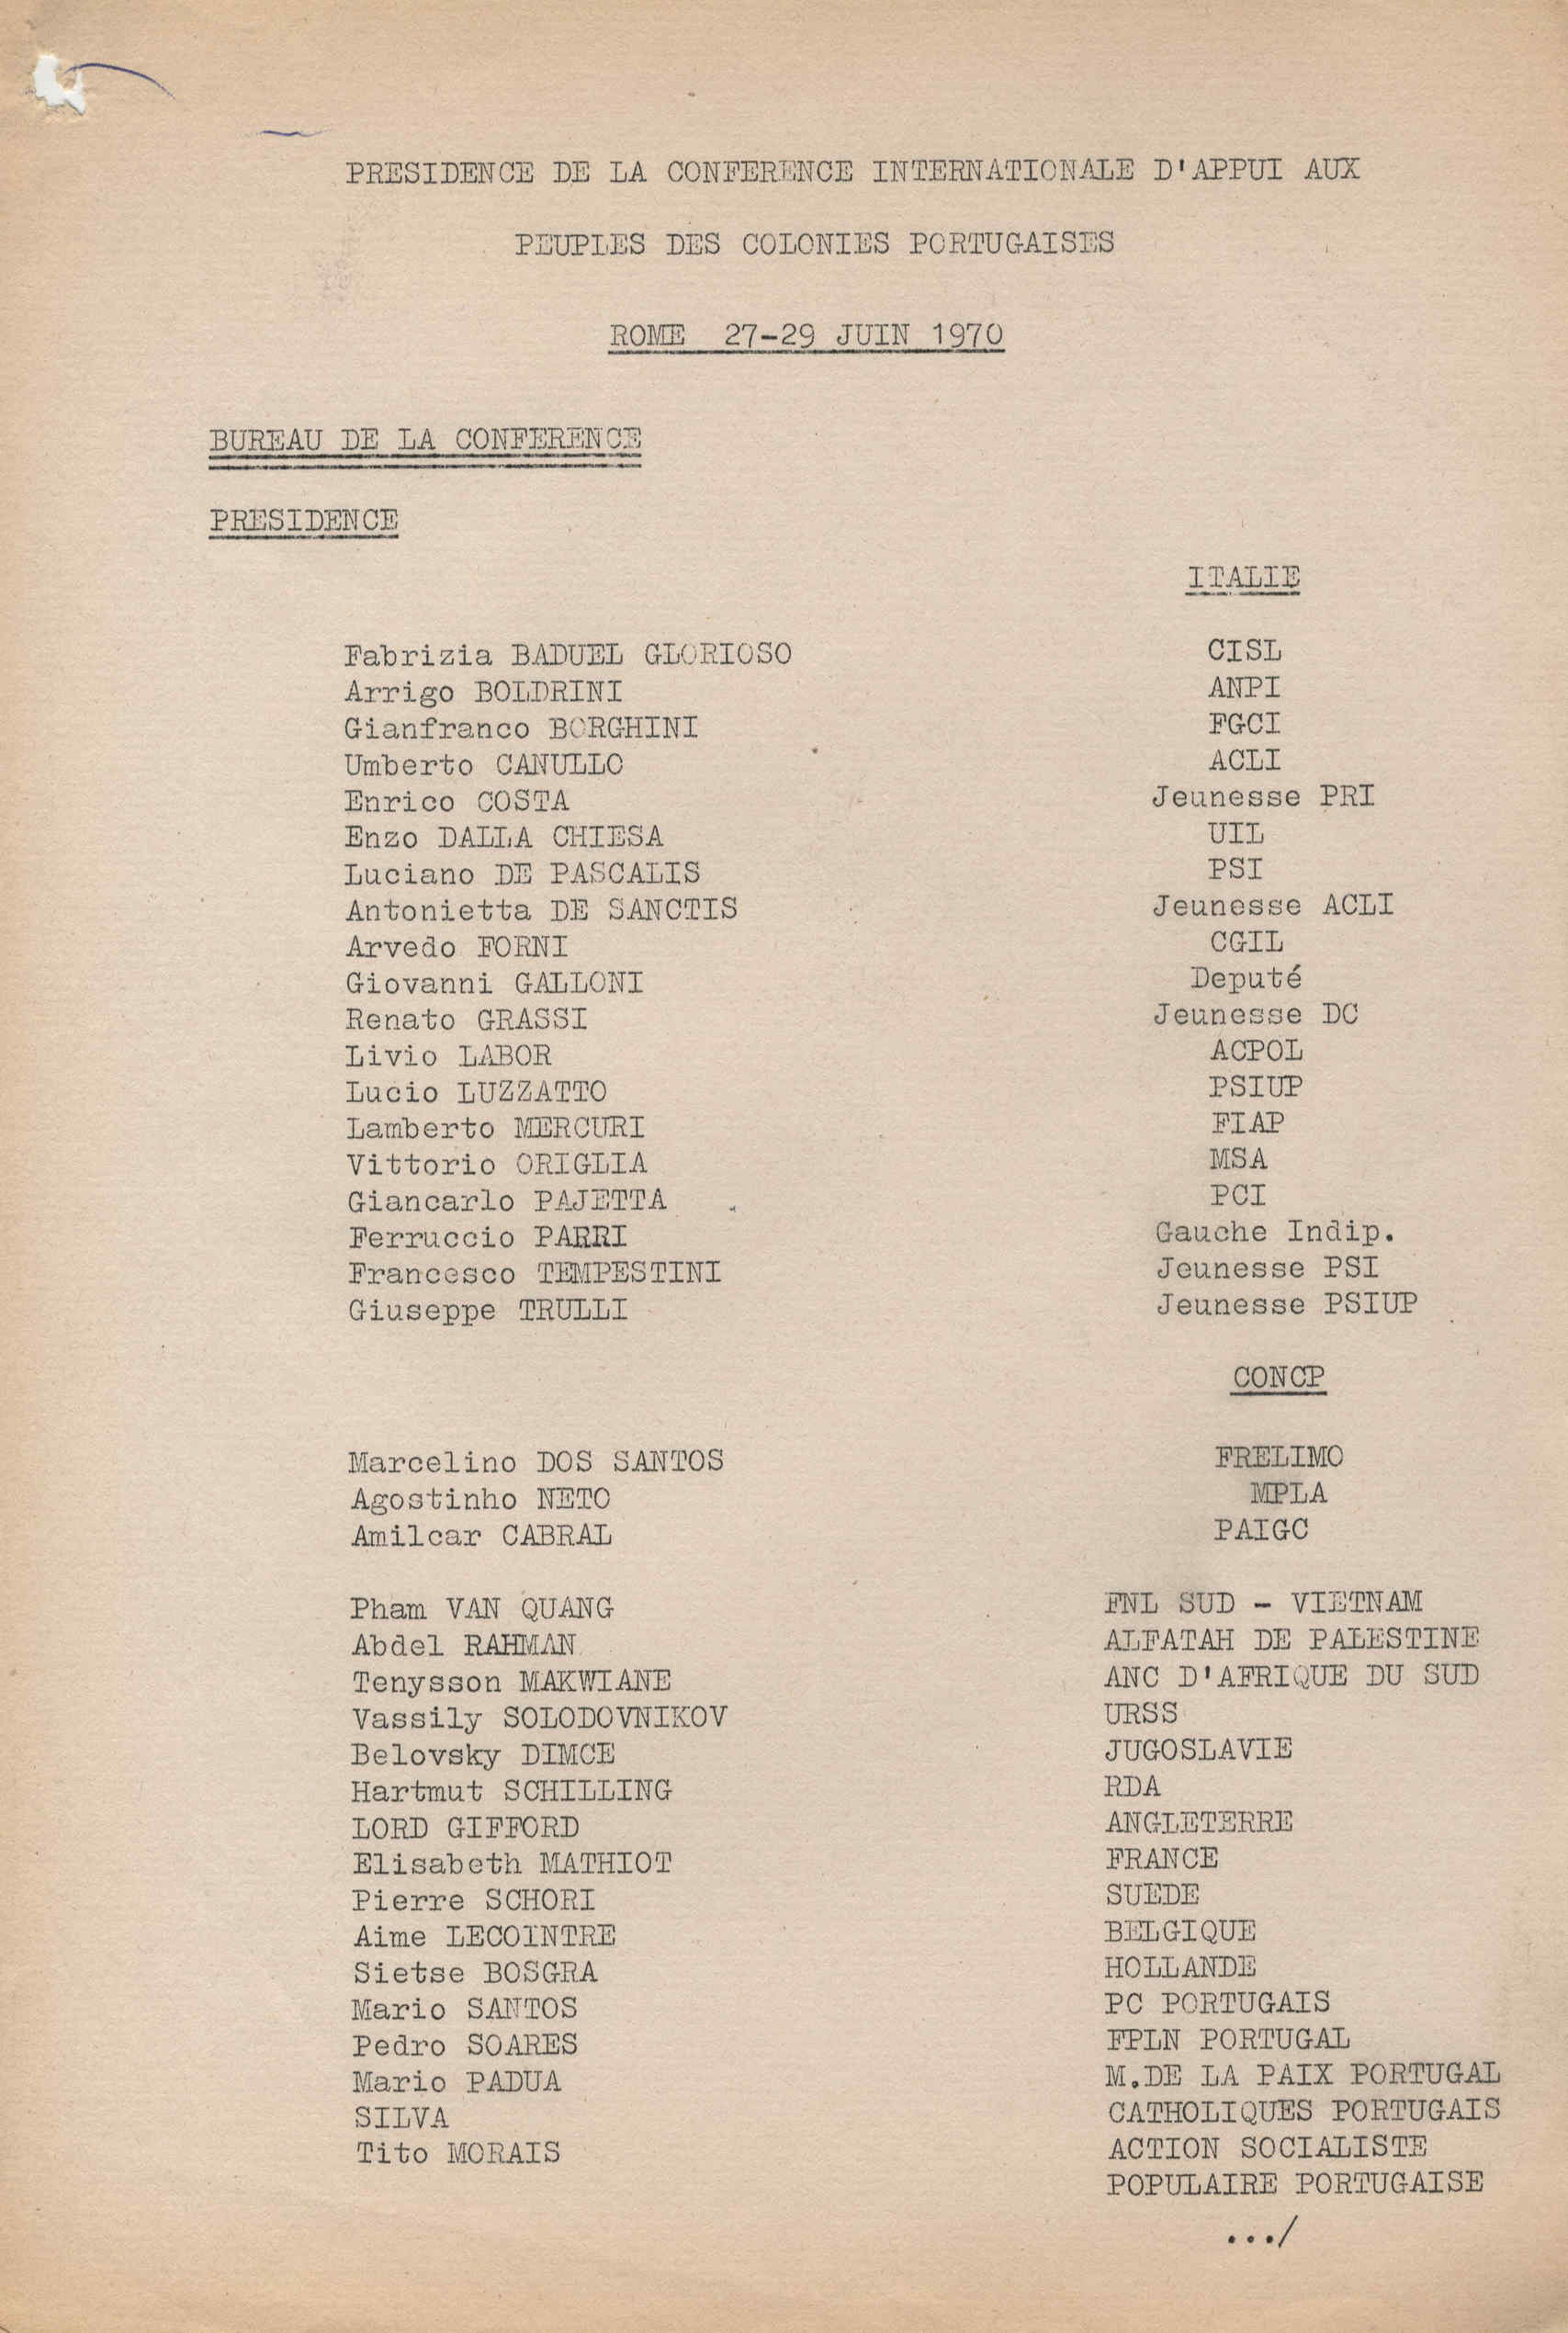 PRESIDENCE DE LA CONFERENCE INTERNATIONALE D'APPUI AUX
PEUPLES DES COLONIES PORTUGAISES
ROME 27-29 JUIN 1970
BUREAU DE LA CONFERENCE
PRESIDENCE
ITALIE
Fabrizia BADUEL GLORIOSO CISL
Arrigo BOLDRINI ANPI
Gianfranco BORGHINI FGCI
Umberto CANULLO ACLI
Enrico COSTA Jeunesse PRI
Enzo DALLA CHIESA UIL
Luciano DE PASCALIS PSI
Antonietta DE SANCTIS Jeunesse ACLI
Arvedo FORNI CGIL
Giovanni GALLONI Deputé
Renato GRASSI Jeunesse DC
Livio LABOR ACPOL
Lucio LUZZATTO PSIUP
Lamberto MERCURI FIAP
Vittorio ORIGLIA MSA
Giancarlo PAJETTA PCI
Ferruccio PARRI Gauche Indip.
Francesco TEMPESTINI Jeunesse PSI
Giuseppe TRULLI Jeunesse PSIUP
CONCP
Marcelino DOS SANTOS FRELIMO
Agostinho NETO MPLA
Amilcar CABRAL PAIGC
Pham VAN QUANG FNL SUD - VIETNAM
Abdel RAHMAN ALFATAH DE PALESTINE
Tenysson MAKWIANE ANC D'AFRIQUE DU SUD
Vassily SOLODOVNIKOV URSS
Belovsky DIMCE JUGOSLAVIE
Hartmut SCHILLING RDA
LORD GIFFORD ANGLETERRE
Elisabeth MATHIOT FRANCE
Pierre SCHORI SUEDE
Aime LECOINTRE BELGIQUE
Sietse BOSGRA HOLLANDE
Mario SANTOS PC PORTUGAIS
Pedro SOARES FPLN PORTUGAL
Mario PADUA M.DE LA PAIX PORTUGAL
SILVA CATHOLIQUES PORTUGAIS
Tito MORAIS ACTION SOCIALISTE
POPULAIRE PORTUGAISE
.../